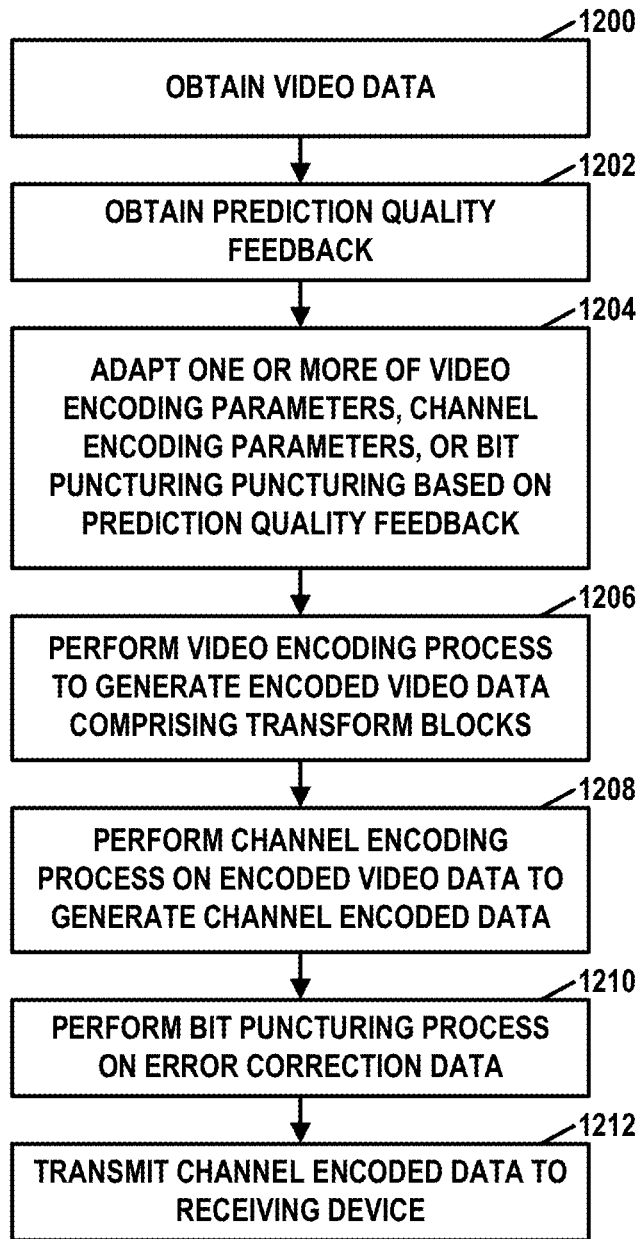 1200
OBTAIN VIDEO DATA
1202
OBTAIN PREDICTION QUALITY
FEEDBACK
1204
ADAPT ONE OR MORE OF VIDEO
ENCODING PARAMETERS, CHANNEL
ENCODING PARAMETERS, OR BIT
PUNCTURING PUNCTURING BASED ON
PREDICTION QUALITY FEEDBACK
1206
PERFORM VIDEO ENCODING PROCESS
TO GENERATE ENCODED VIDEO DATA
COMPRISING TRANSFORM BLOCKS
1208
PERFORM CHANNEL ENCODING
PROCESS ON ENCODED VIDEO DATA TO
GENERATE CHANNEL ENCODED DATA
1210
PERFORM BIT PUNCTURING PROCESS
ON ERROR CORRECTION DATA
1212
TRANSMIT CHANNEL ENCODED DATA TO
RECEIVING DEVICE